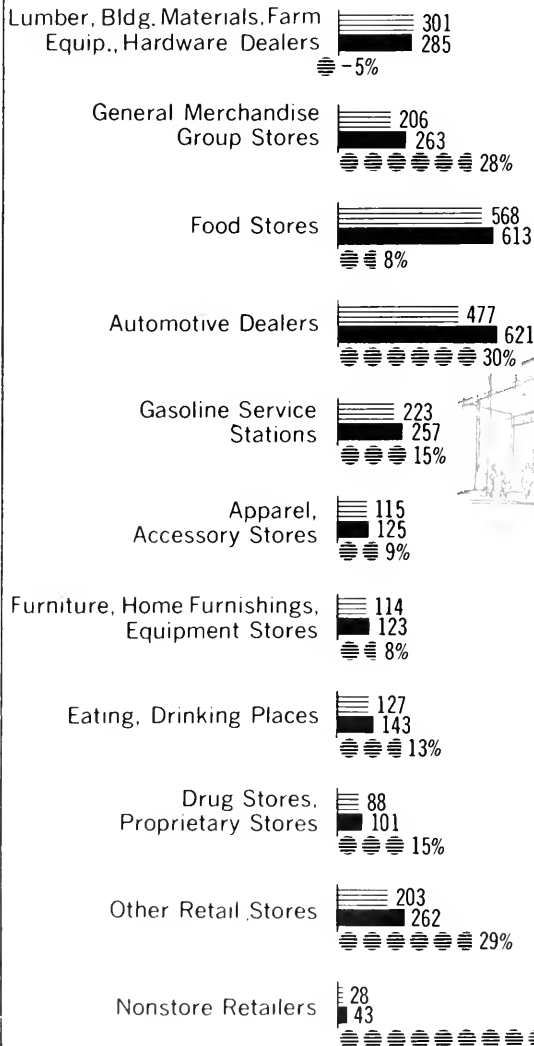 Lumber, Bldg. Materials, Farm
Equip., Hardware Dealers
301
285
-5%
General Merchandise
Group Stores
206
263
28%
Food Stores
568
613
8%
Automotive Dealers
477
621
30%
Gasoline Service
Stations
223
257
15%
Apparel,
Accessory Stores
115
125
9%
Furniture, Home Furnishings,
Equipment Stores
114
123
8%
Eating, Drinking Places
127
143
13%
Drug Stores,
Proprietary Stores
88
101
15%
Other Retail Stores
203
262
29%
Nonstore Retailers
28
43